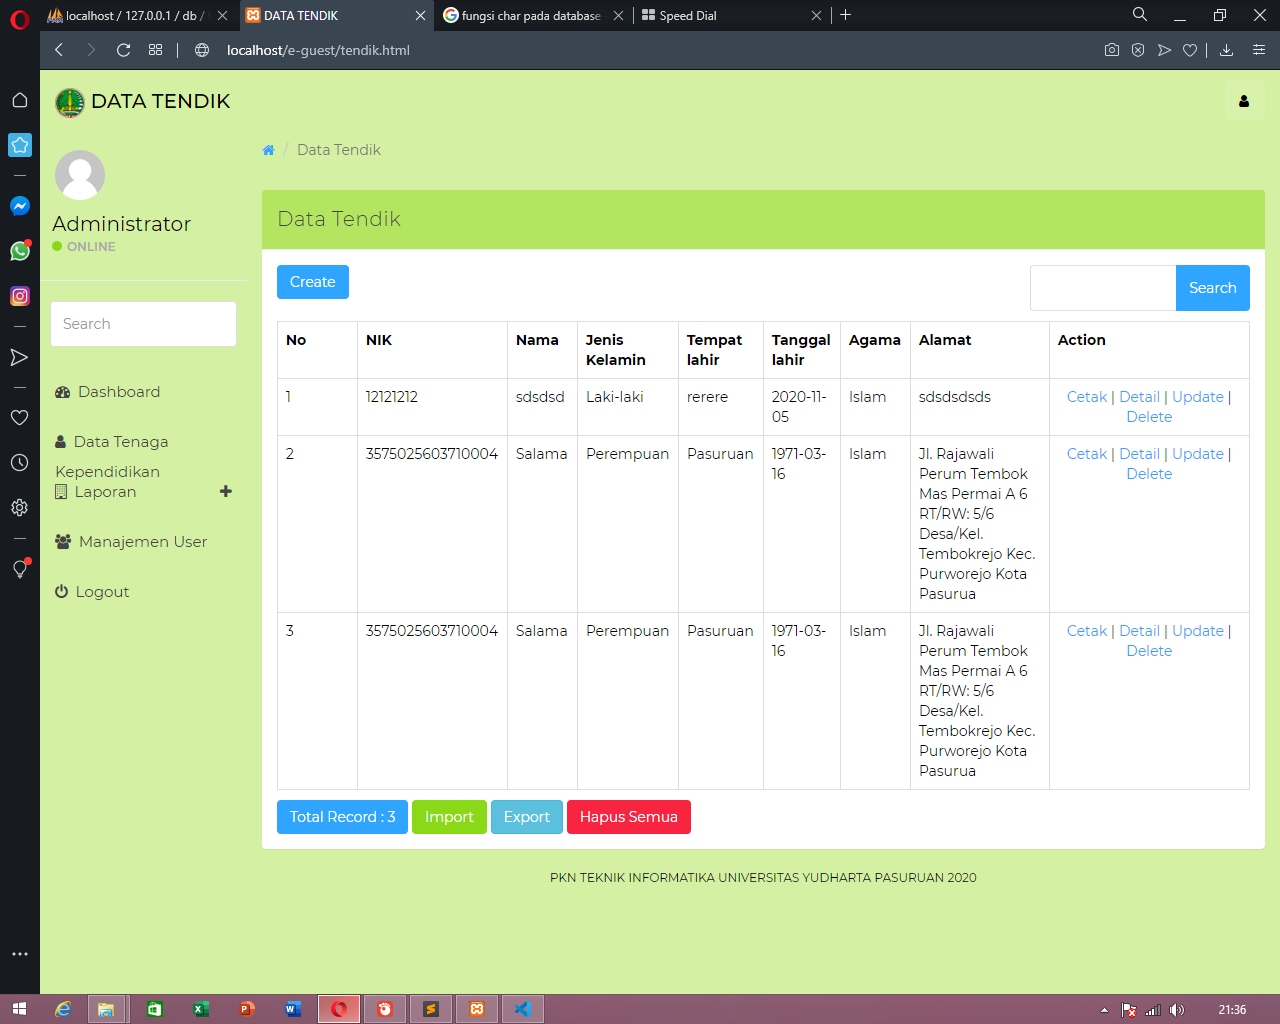 localhost / 127.0.0.1 / db /
DATA TENDIK
fungsi char pada database
Speed Dial
localhost/e-guest/tendik.html
DATA TENDIK
Data Tendik
Administrator
ONLINE
Search
Dashboard
Data Tenaga
Kependidikan
Laporan
Manajemen User
Logout
Data Tendik
Create
Search
No NIK Nama Jenis Kelamin Tempat lahir Tanggal lahir Agama Alamat Action
1 12121212 sdsdsd Laki-laki rerere 2020-11-05 Islam sdsdsdsds Cetak | Detail | Update | Delete
2 3575025603710004 Salama Perempuan Pasuruan 1971-03-16 Islam Jl. Rajawali Perum Tembok Mas Permai A 6 RT/RW: 5/6 Desa/Kel. Tembokrejo Kec. Purworejo Kota Pasurua Cetak | Detail | Update | Delete
3 3575025603710004 Salama Perempuan Pasuruan 1971-03-16 Islam Jl. Rajawali Perum Tembok Mas Permai A 6 RT/RW: 5/6 Desa/Kel. Tembokrejo Kec. Purworejo Kota Pasurua Cetak | Detail | Update | Delete
Total Record : 3 Import Export Hapus Semua
PKN TEKNIK INFORMATIKA UNIVERSITAS YUDHARTA PASURUAN 2020
21:36